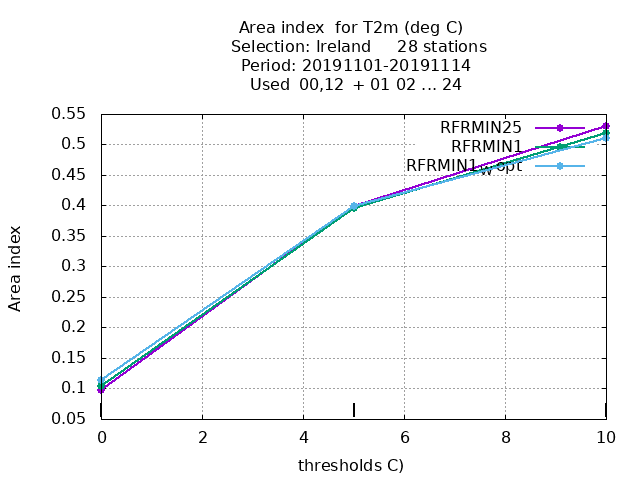 Area index  for T2m (deg C)
Selection: Ireland     28 stations
Period: 20191101-20191114
Used  00,12  + 01 02 ... 24
0.55
0.5
0.45
0.4
0.35
0.3
0.25
0.2
0.15
0.1
0.05
Area index
RFRMIN25
RFRMIN1
RFRMIN1_w-opt
0 2 4 6 8 10
thresholds C)